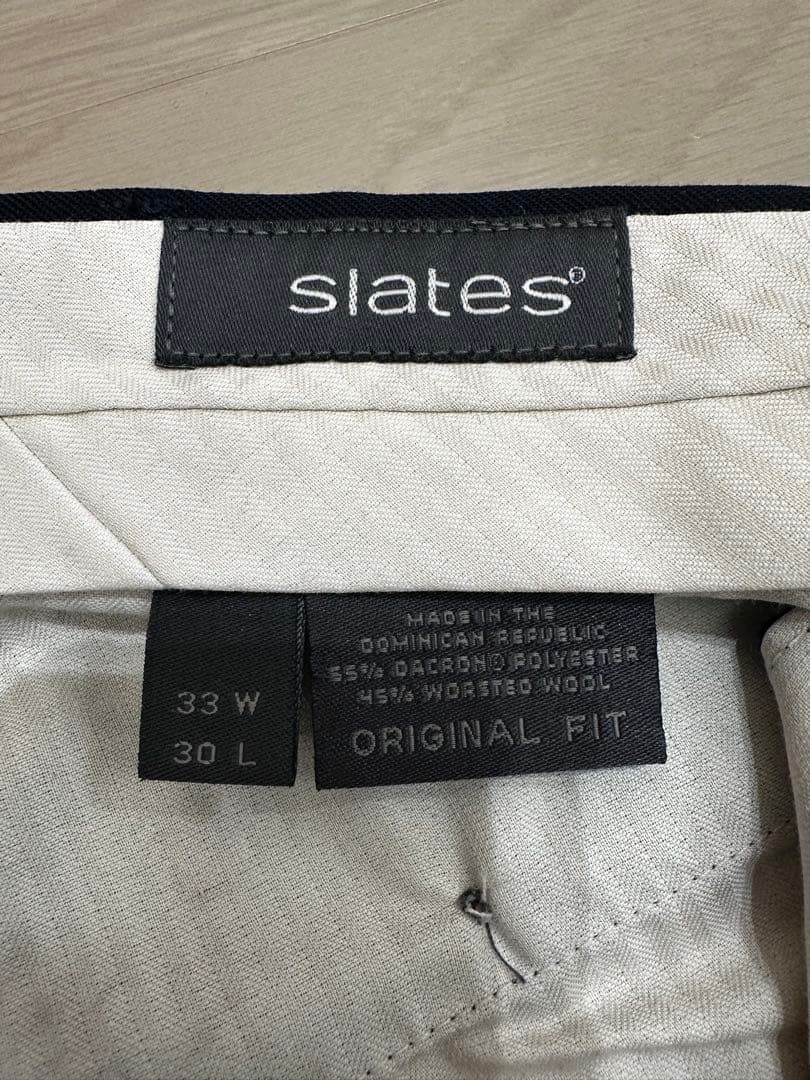 slates®
33 W
30 L
MADE IN THE
DOMINICAN REPUBLIC
55% DACRON® POLYESTER
45% WORSTED WOOL
ORIGINAL FIT